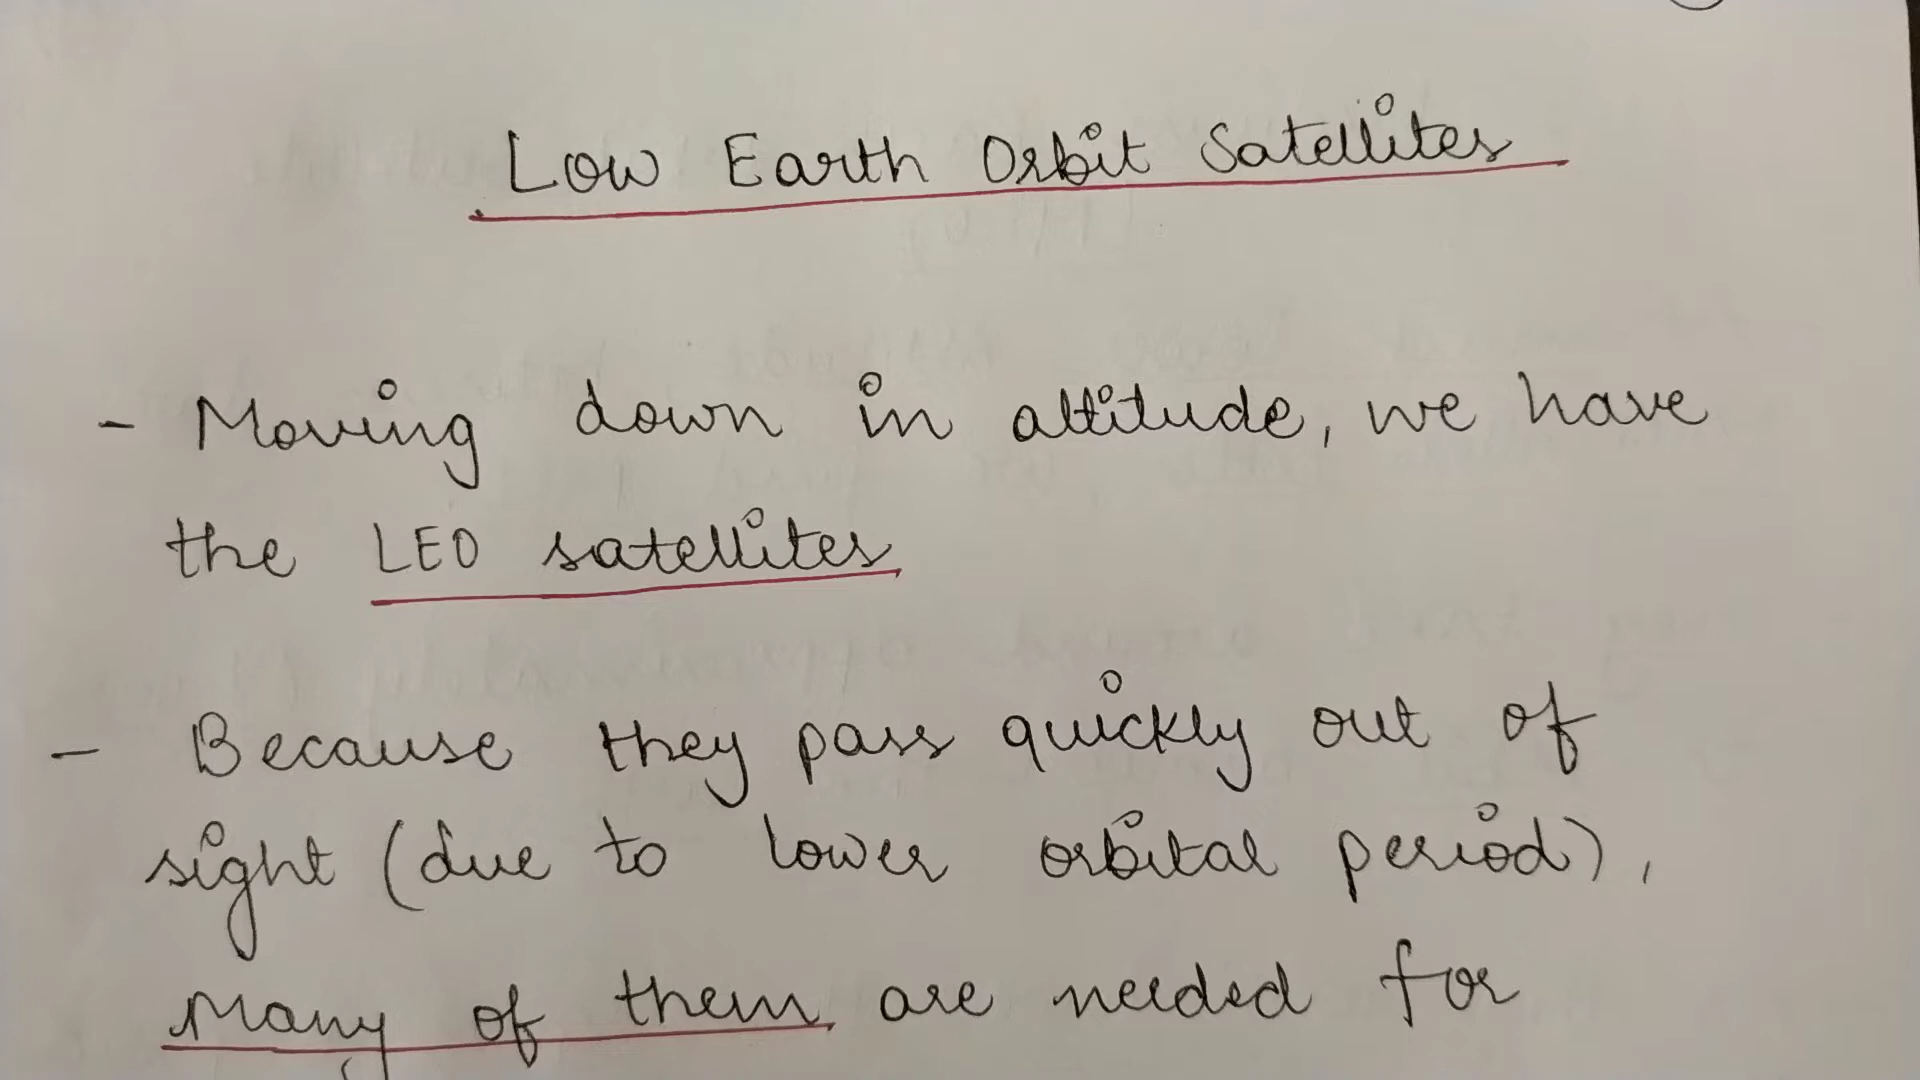 Low Earth Orbit Satellites
- Moving down in altitude, we have
the LEO satellites
- Because they pass quickly out of
sight (due to lower orbital period),
Many of them are needed for